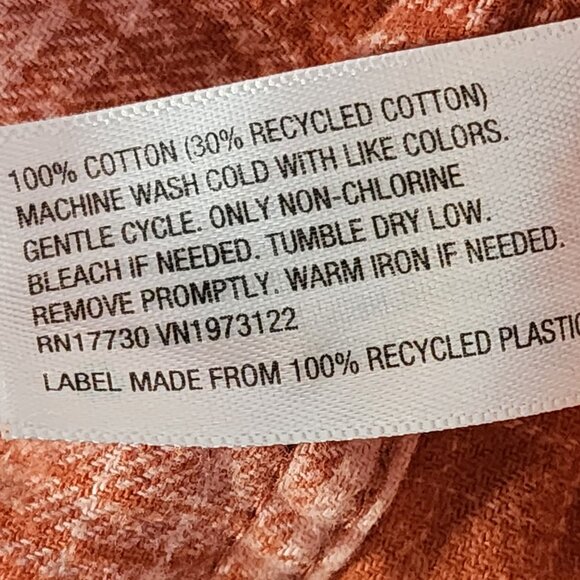 100% COTTON (30% RECYCLED COTTON)
MACHINE WASH COLD WITH LIKE COLORS.
GENTLE CYCLE. ONLY NON-CHLORINE
BLEACH IF NEEDED. TUMBLE DRY LOW.
REMOVE PROMPTLY. WARM IRON IF NEEDED.
RN17730 VN1973122
LABEL MADE FROM 100% RECYCLED PLASTIC